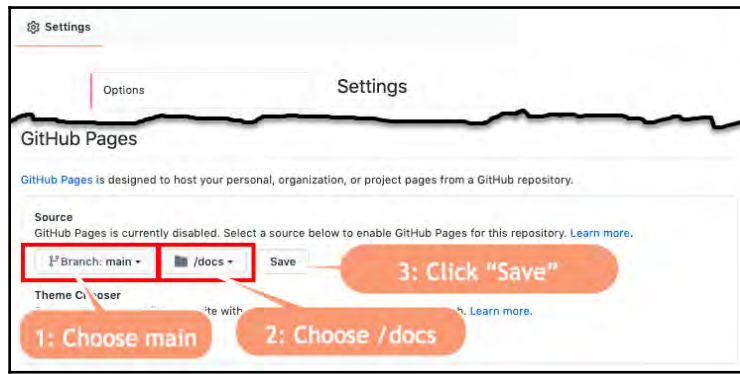 Settings
Options
Settings
GitHub Pages
GitHub Pages is designed to host your personal, organization, or project pages from a GitHub repository.
Source
GitHub Pages is currently disabled. Select a source below to enable GitHub Pages for this repository. Learn more.
Branch: main
/docs
Save
3: Click “Save”
Theme
ite with
Learn more.
1: Choose main
2: Choose /docs